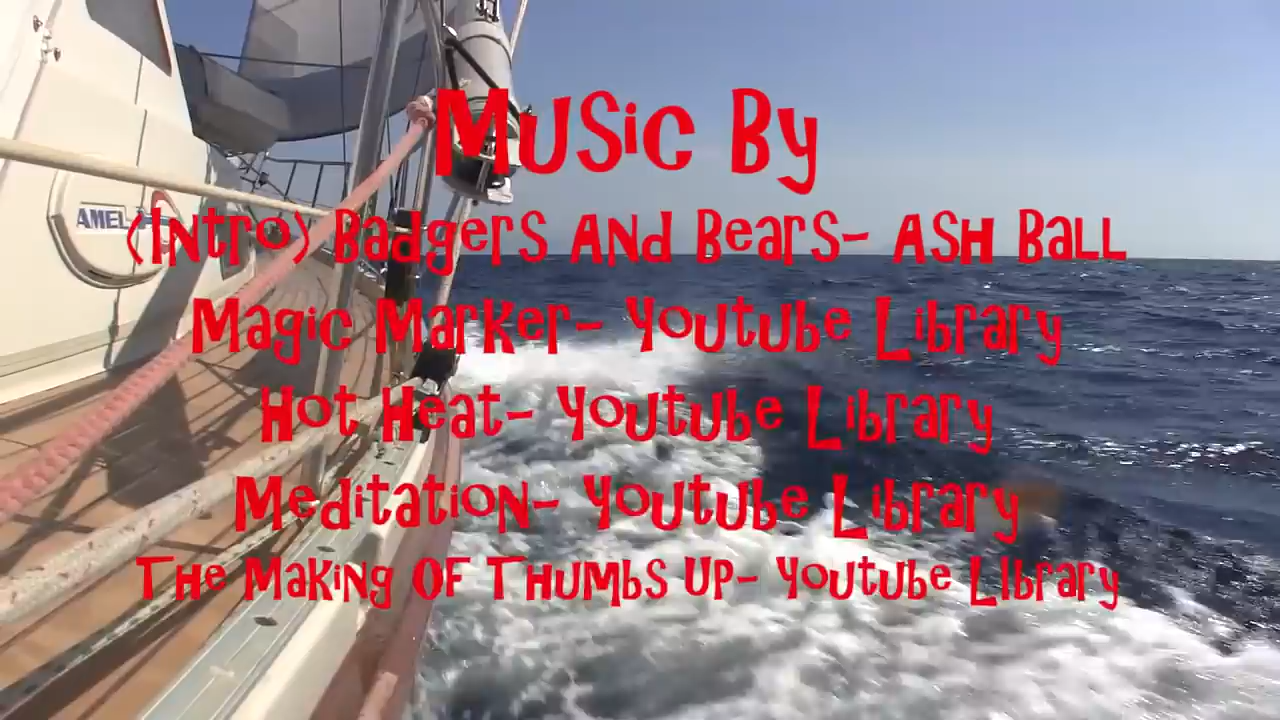 Music By
(Intro) Badgers And Bears- Ash Ball
Magic Marker- Youtube Library
Hot Heat- Youtube Library
Meditation- Youtube Library
The Making Of Thumbs Up- Youtube LIbrary
AMEL